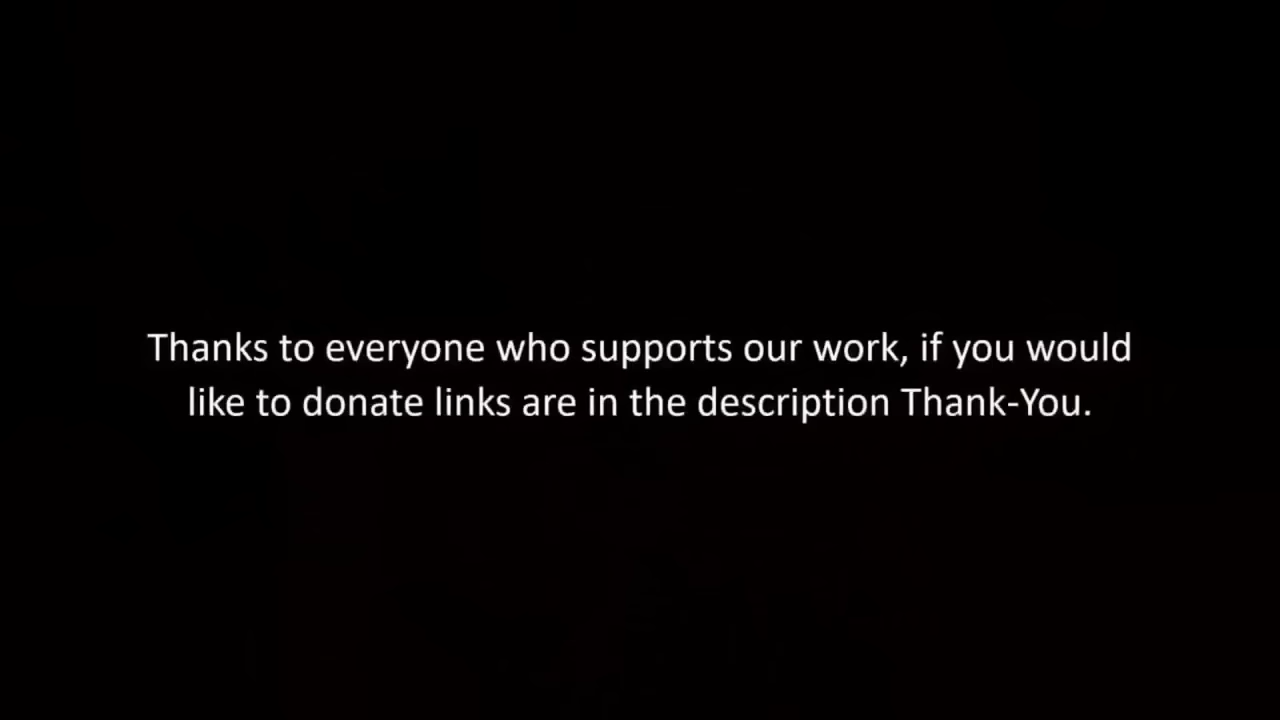 Thanks to everyone who supports our work, if you would
like to donate links are in the description Thank-You.